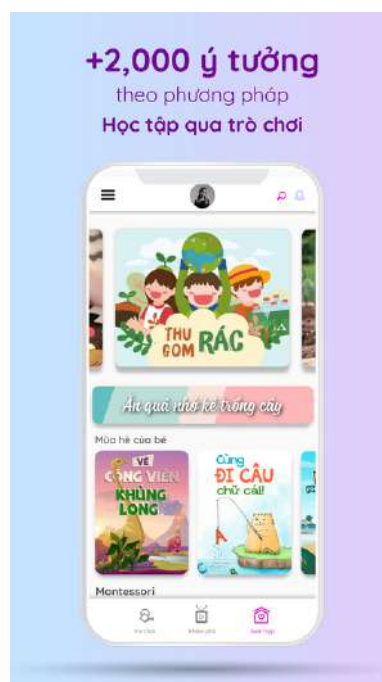 +2,000 ý tưởng
theo phương pháp
Học tập qua trò chơi
THU
GOM RÁC
Ăn quả nhớ kẻ trồng cây
Mùa hè của bé
VỀ
CÔNG VIÊN
KHỦNG
LONG
Cùng
ĐI CÂU
chữ cái!
A
Montessori